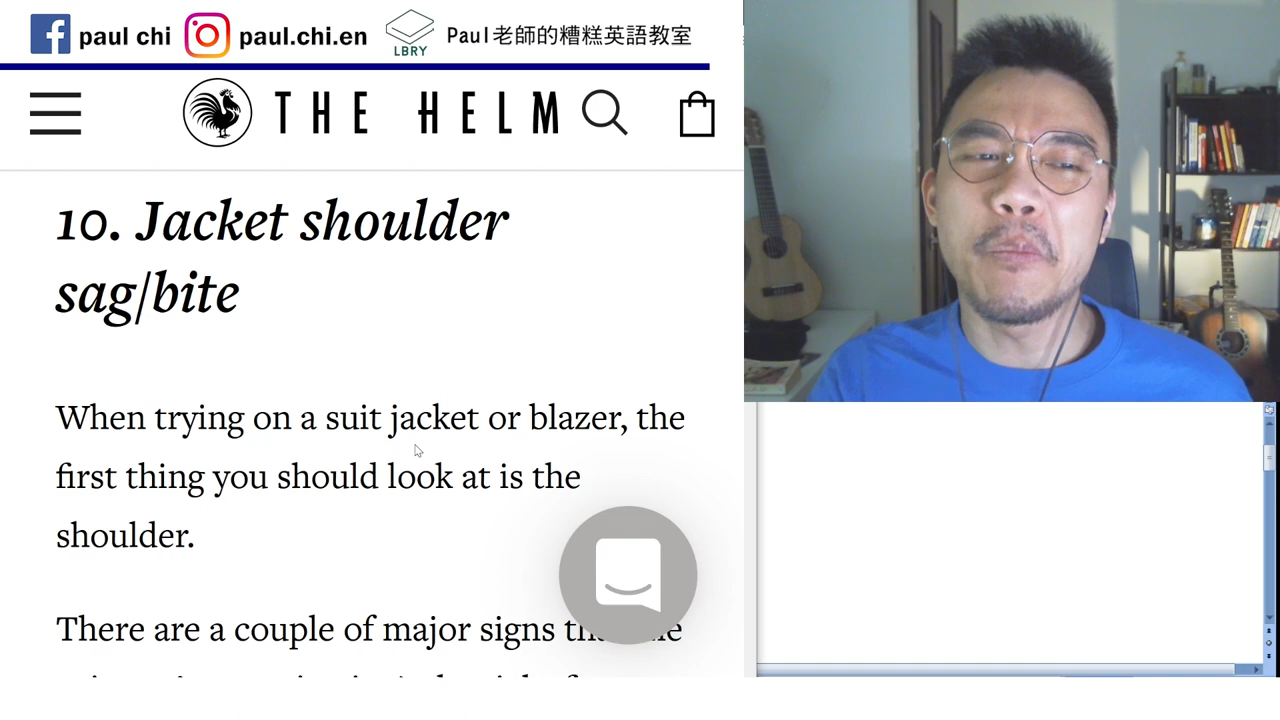 paul chi paul.chi.en LBRY Paul老師的糟糕英語教室
THE HELM
10. Jacket shoulder
sag/bite
When trying on a suit jacket or blazer, the
first thing you should look at is the
shoulder.
There are a couple of major signs